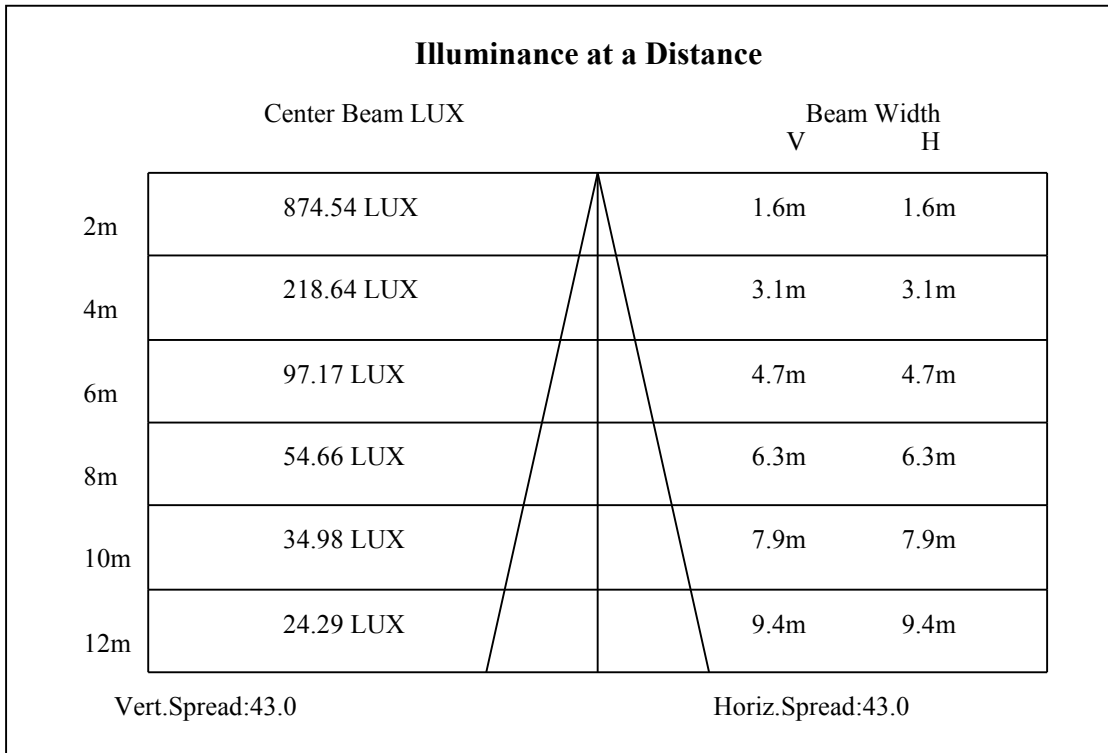 Illuminance at a Distance
Center Beam LUX Beam Width
V H
2m 874.54 LUX 1.6m 1.6m
4m 218.64 LUX 3.1m 3.1m
6m 97.17 LUX 4.7m 4.7m
8m 54.66 LUX 6.3m 6.3m
10m 34.98 LUX 7.9m 7.9m
12m 24.29 LUX 9.4m 9.4m
Vert.Spread:43.0 Horiz.Spread:43.0